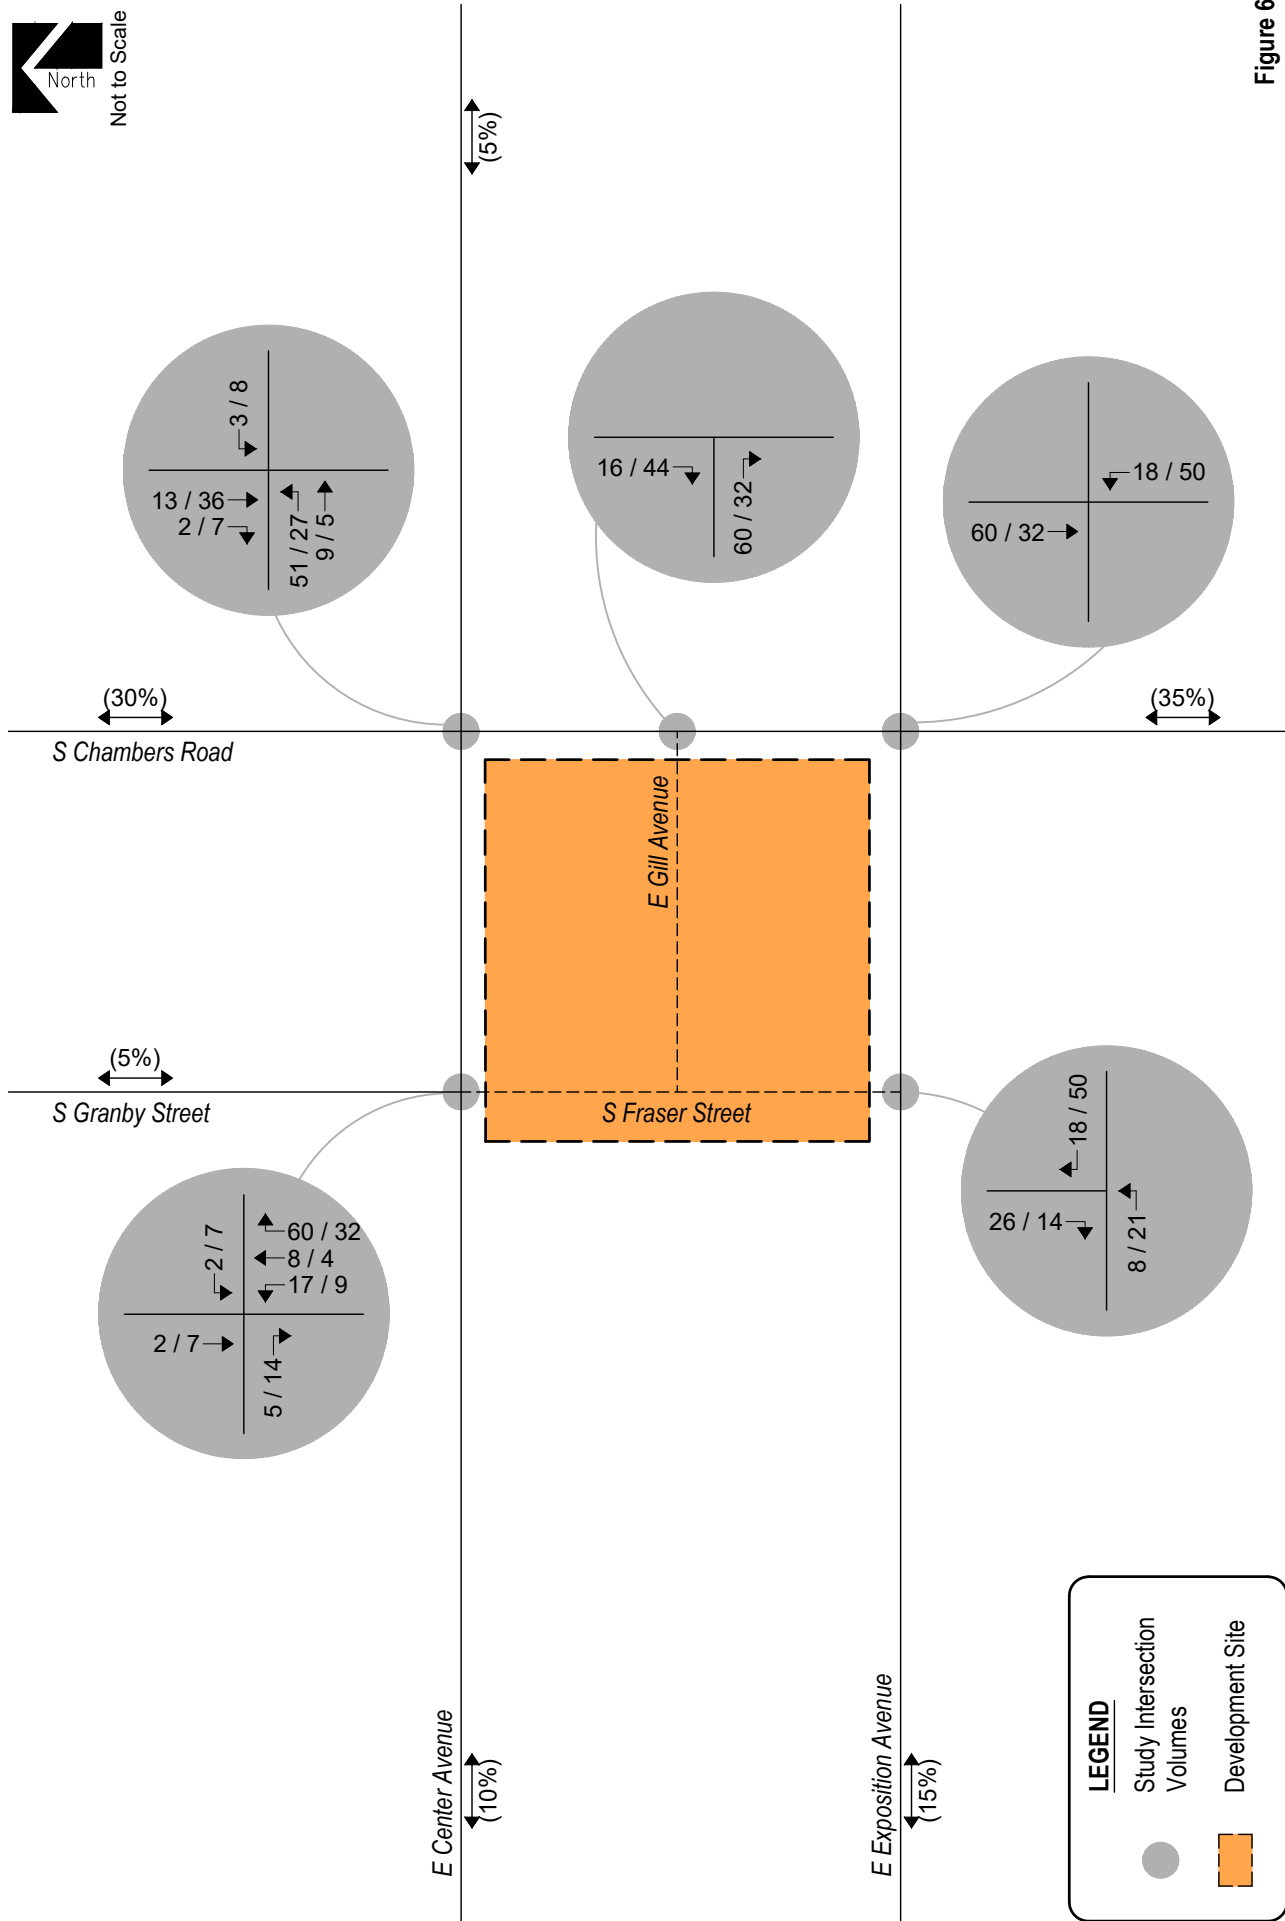 North
Not to Scale
Figure 6
(5%)
3 / 8
13 / 36
2 / 7
51 / 27
9 / 5
16 / 44
60 / 32
18 / 50
60 / 32
(30%)
(35%)
S Chambers Road
E Gill Avenue
(5%)
S Granby Street
S Fraser Street
2 / 7
60 / 32
8 / 4
17 / 9
2 / 7
5 / 14
18 / 50
26 / 14
8 / 21
E Center Avenue
(10%)
E Exposition Avenue
(15%)
LEGEND
Study Intersection
Volumes
Development Site